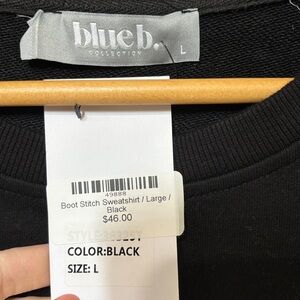 blue b.
COLLECTION
L
49888
Boot Stitch Sweatshirt / Large /
Black
$46.00
COLOR:BLACK
SIZE: L